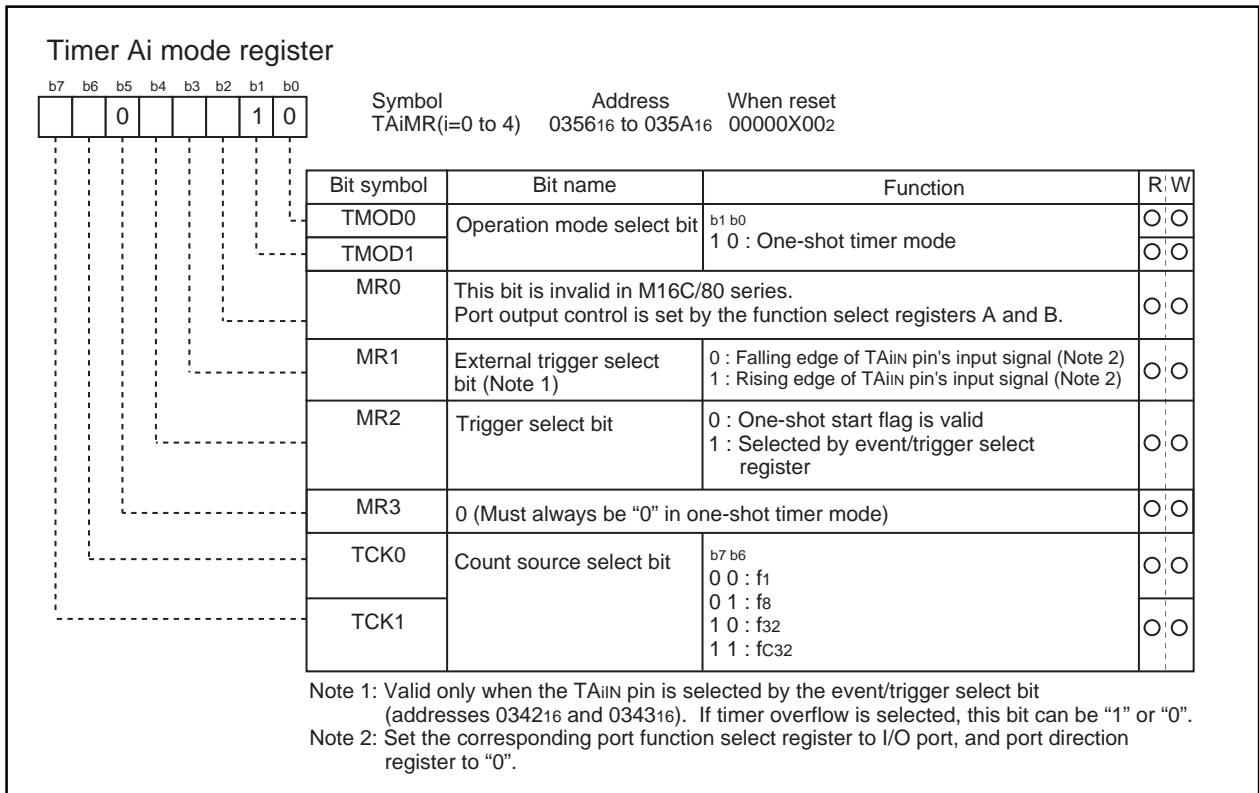 Timer Ai mode register
b7 b6 b5 b4 b3 b2 b1 b0
0 1 0
Symbol Address When reset
TAiMR(i=0 to 4) 035616 to 035A16 00000X002
Bit symbol Bit name Function R W
TMOD0 Operation mode select bit b1 b0
1 0 : One-shot timer mode
TMOD1
MR0 This bit is invalid in M16C/80 series.
Port output control is set by the function select registers A and B.
MR1 External trigger select 0 : Falling edge of TAiIN pin's input signal (Note 2)
bit (Note 1) 1 : Rising edge of TAiIN pin's input signal (Note 2)
MR2 Trigger select bit 0 : One-shot start flag is valid
1 : Selected by event/trigger select
register
MR3 0 (Must always be “0” in one-shot timer mode)
TCK0 Count source select bit b7 b6
0 0 : f1
0 1 : f8
TCK1 1 0 : f32
1 1 : fC32
Note 1: Valid only when the TAiIN pin is selected by the event/trigger select bit
(addresses 034216 and 034316). If timer overflow is selected, this bit can be “1” or “0”.
Note 2: Set the corresponding port function select register to I/O port, and port direction
register to “0”.